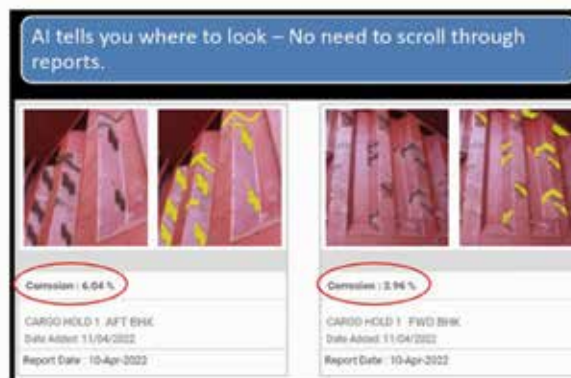 AI tells you where to look – No need to scroll through
reports.
Corrosion : 6.04 %
CARGO HOLD 1 AFT BHK
Date Added: 11/04/2022
Report Date : 10-Apr-2022
Corrosion : 3.96 %
CARGO HOLD 1 FWD BHK
Date Added: 11/04/2022
Report Date : 10-Apr-2022